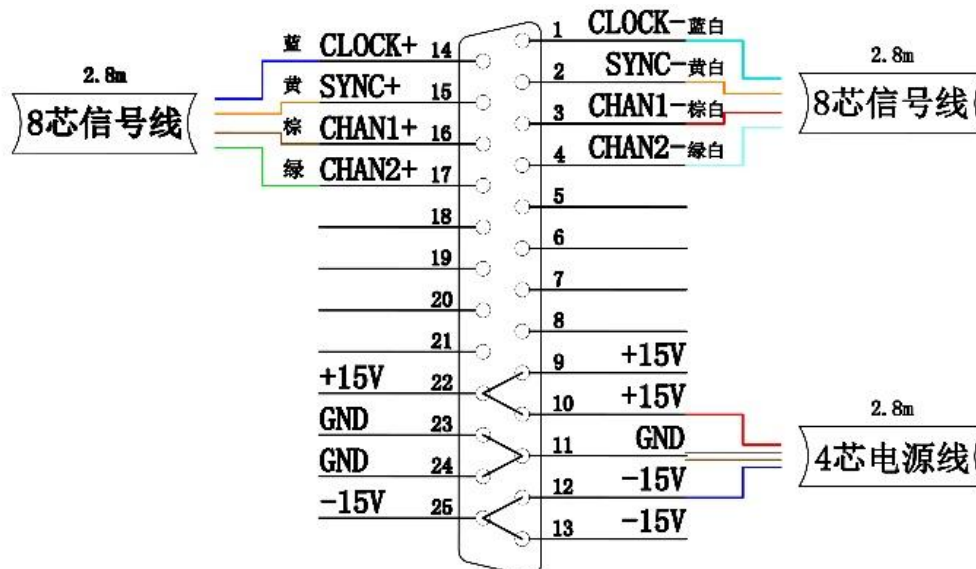 1 CLOCK-蓝白
蓝 CLOCK+ 14
2 SYNC-黄白
黄 SYNC+ 15
3 CHAN1-棕白
棕 CHAN1+ 16
4 CHAN2-绿白
绿 CHAN2+ 17
2.8m
8芯信号线
2.8m
8芯信号线
5
18
6
19
7
20
8
21
9 +15V
+15V 22
10 +15V
GND 23
11 GND
GND 24
12 -15V
-15V 25
13 -15V
2.8m
4芯电源线